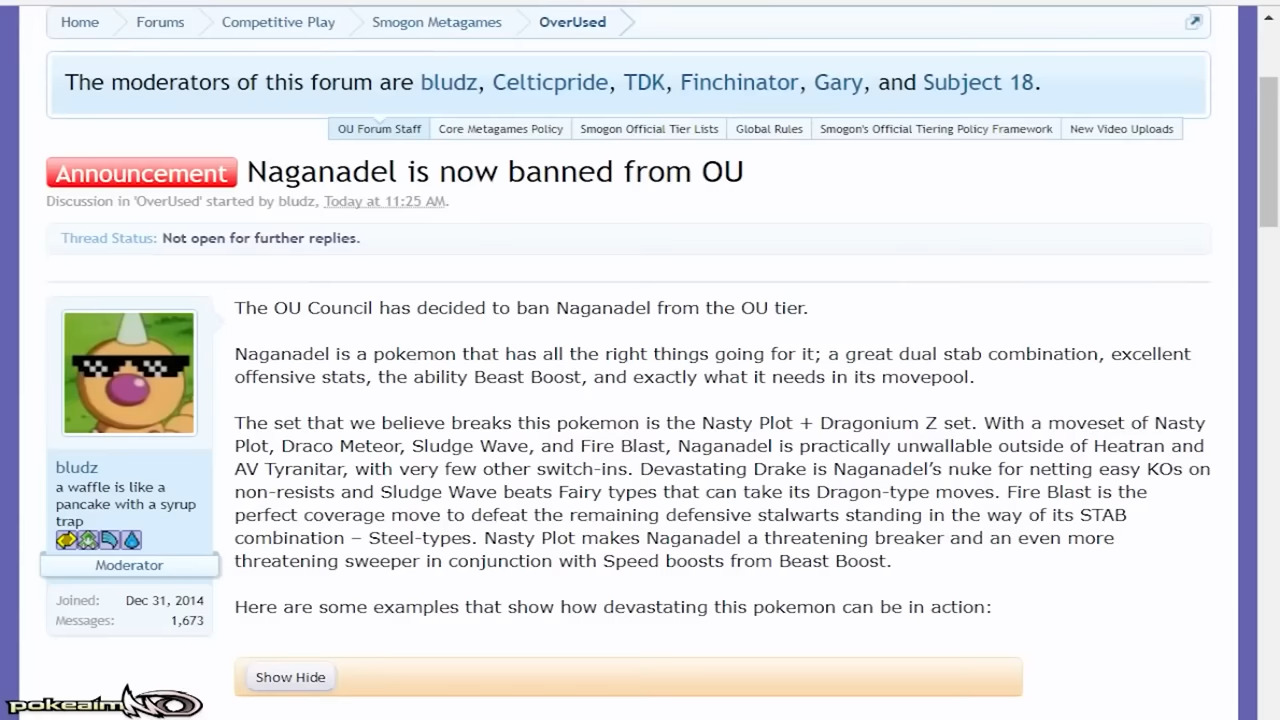 Home Forums Competitive Play Smogon Metagames OverUsed
The moderators of this forum are bludz, Celticpride, TDK, Finchinator, Gary, and Subject 18.
OU Forum Staff Core Metagames Policy Smogon Official Tier Lists Global Rules Smogon's Official Tiering Policy Framework New Video Uploads
Announcement Naganadel is now banned from OU
Discussion in 'OverUsed' started by bludz, Today at 11:25 AM.
Thread Status: Not open for further replies.
The OU Council has decided to ban Naganadel from the OU tier.
Naganadel is a pokemon that has all the right things going for it; a great dual stab combination, excellent
offensive stats, the ability Beast Boost, and exactly what it needs in its movepool.
The set that we believe breaks this pokemon is the Nasty Plot + Dragonium Z set. With a moveset of Nasty
Plot, Draco Meteor, Sludge Wave, and Fire Blast, Naganadel is practically unwallable outside of Heatran and
AV Tyranitar, with very few other switch-ins. Devastating Drake is Naganadel’s nuke for netting easy KOs on
non-resists and Sludge Wave beats Fairy types that can take its Dragon-type moves. Fire Blast is the
perfect coverage move to defeat the remaining defensive stalwarts standing in the way of its STAB
combination – Steel-types. Nasty Plot makes Naganadel a threatening breaker and an even more
threatening sweeper in conjunction with Speed boosts from Beast Boost.
Here are some examples that show how devastating this pokemon can be in action:
Show Hide
bludz
a waffle is like a
pancake with a syrup
trap
Moderator
Joined: Dec 31, 2014
Messages: 1,673
pokeaimMD